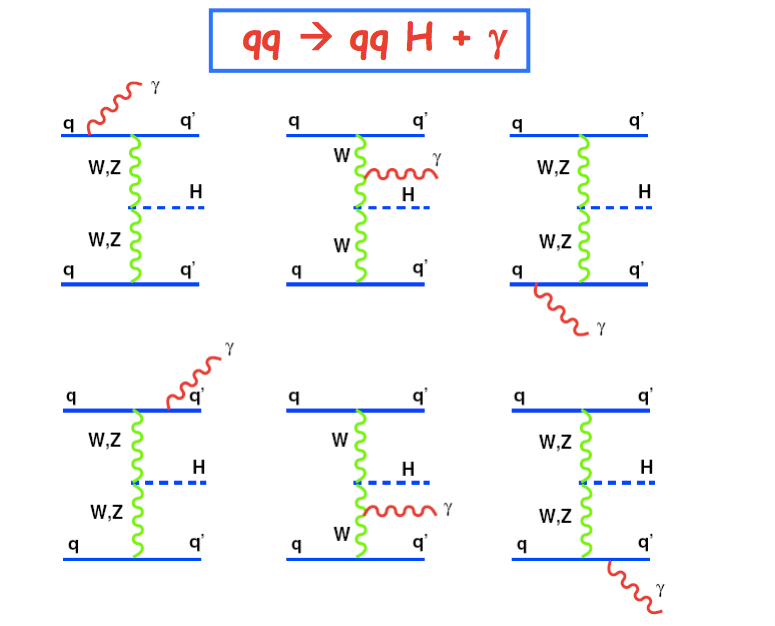 qq → qq H + γ
γ
q q'
W,Z
H
W,Z
q q'
q q'
W γ
H
W
q q'
q q'
W,Z
H
W,Z
q q'
γ
γ
q q'
W,Z
H
W,Z
q q'
q q'
W
H
γ
W
q q'
q q'
W,Z
H
W,Z
q q'
γ